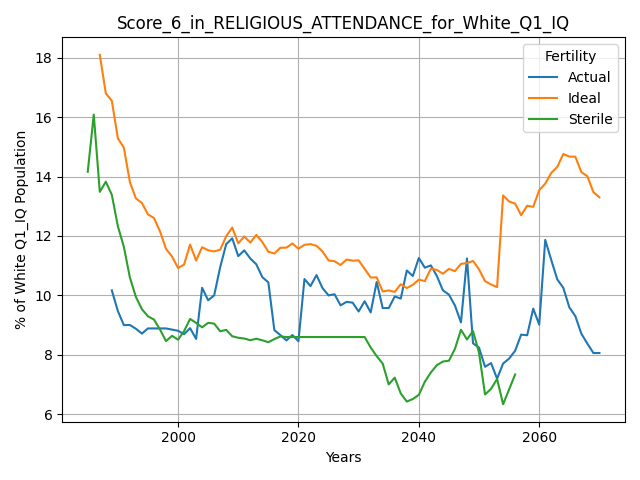 Score_6_in_RELIGIOUS_ATTENDANCE_for_White_Q1_IQ
Fertility
Actual
Ideal
Sterile
% of White Q1_IQ Population
18
16
14
12
10
8
6
2000
2020
2040
2060
Years